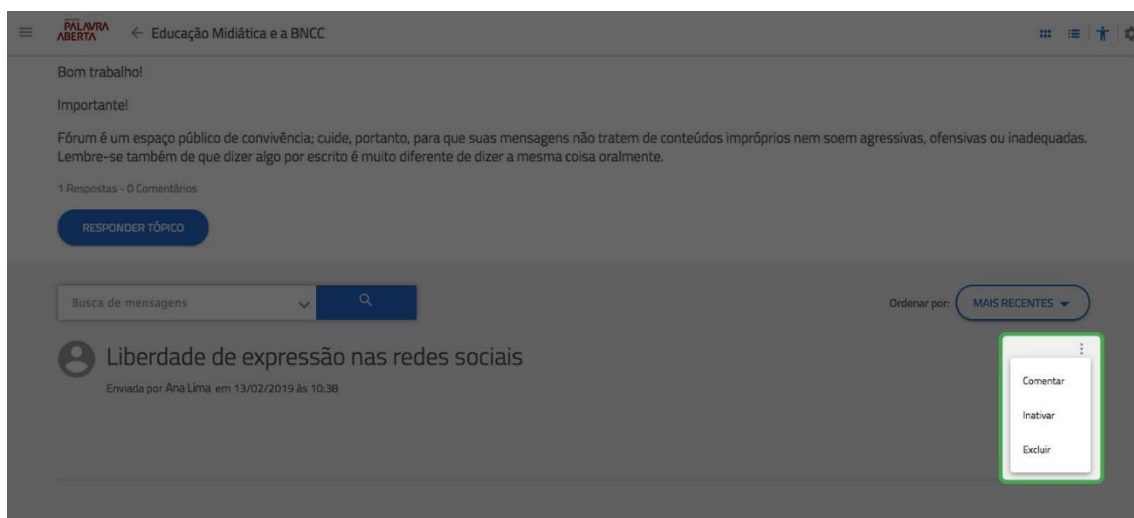 PALAVRA
ABERTA
Educação Midiática e a BNCC
Bom trabalho!
Importante!
Fórum é um espaço público de convivência; cuide, portanto, para que suas mensagens não tratem de conteúdos impróprios nem soem agressivas, ofensivas ou inadequadas.
Lembre-se também de que dizer algo por escrito é muito diferente de dizer a mesma coisa oralmente.
1 Respostas - 0 Comentários
RESPONDER TÓPICO
Busca de mensagens
Ordenar por: MAIS RECENTES
Liberdade de expressão nas redes sociais
Enviada por Ana Lima em 13/02/2019 às 10:38
Comentar
Inativar
Excluir